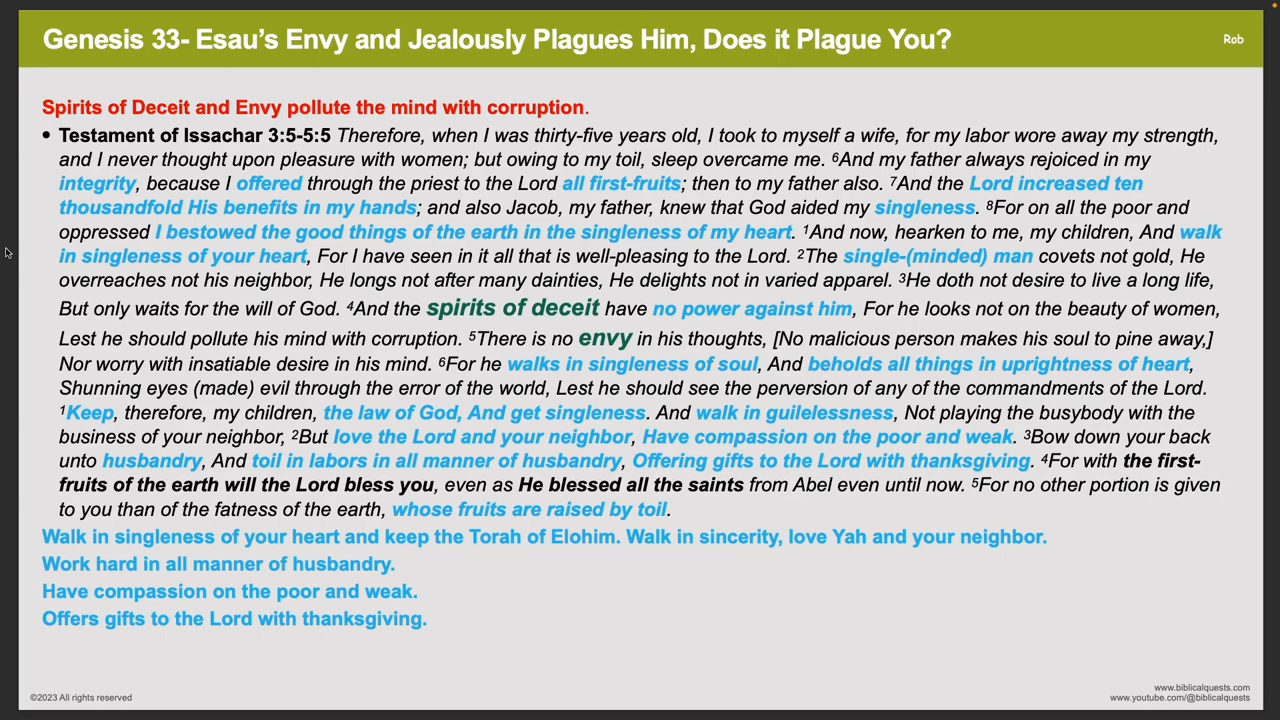 Genesis 33- Esau's Envy and Jealously Plagues Him, Does it Plague You?
Rob
Spirits of Deceit and Envy pollute the mind with corruption.
• Testament of Issachar 3:5-5:5 Therefore, when I was thirty-five years old, I took to myself a wife, for my labor wore away my strength,
and I never thought upon pleasure with women; but owing to my toil, sleep overcame me. ⁶And my father always rejoiced in my
integrity, because I offered through the priest to the Lord all first-fruits; then to my father also. ⁷And the Lord increased ten
thousandfold His benefits in my hands; and also Jacob, my father, knew that God aided my singleness. ⁸For on all the poor and
oppressed I bestowed the good things of the earth in the singleness of my heart. ¹And now, hearken to me, my children, And walk
in singleness of your heart, For I have seen in it all that is well-pleasing to the Lord. ²The single-(minded) man covets not gold, He
overreaches not his neighbor, He longs not after many dainties, He delights not in varied apparel. ³He doth not desire to live a long life,
But only waits for the will of God. ⁴And the spirits of deceit have no power against him, For he looks not on the beauty of women,
Lest he should pollute his mind with corruption. ⁵There is no envy in his thoughts, [No malicious person makes his soul to pine away,]
Nor worry with insatiable desire in his mind. ⁶For he walks in singleness of soul, And beholds all things in uprightness of heart,
Shunning eyes (made) evil through the error of the world, Lest he should see the perversion of any of the commandments of the Lord.
¹Keep, therefore, my children, the law of God, And get singleness. And walk in guilelessness, Not playing the busybody with the
business of your neighbor, ²But love the Lord and your neighbor, Have compassion on the poor and weak. ³Bow down your back
unto husbandry, And toil in labors in all manner of husbandry, Offering gifts to the Lord with thanksgiving. ⁴For with the first-
fruits of the earth will the Lord bless you, even as He blessed all the saints from Abel even until now. ⁵For no other portion is given
to you than of the fatness of the earth, whose fruits are raised by toil.
Walk in singleness of your heart and keep the Torah of Elohim. Walk in sincerity, love Yah and your neighbor.
Work hard in all manner of husbandry.
Have compassion on the poor and weak.
Offers gifts to the Lord with thanksgiving.
©2023 All rights reserved
www.biblicalquests.com
www.youtube.com/@biblicalquests